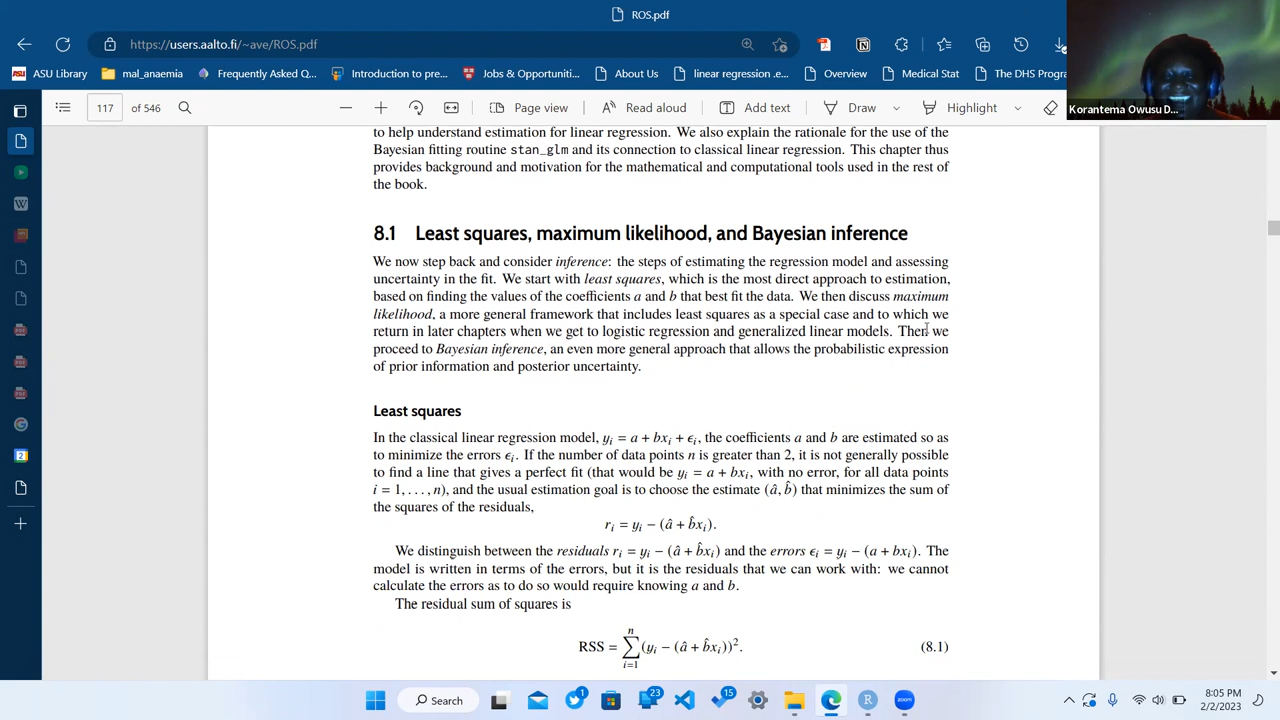 ROS.pdf
https://users.aalto.fi/~ave/ROS.pdf
ASU Library mal_anaemia Frequently Asked Q... Introduction to pre... Jobs & Opportuniti... About Us linear regression .e... Overview Medical Stat The DHS Progra
Korantema Owusu D...
117 of 546 Page view Read aloud Add text Draw Highlight
to help understand estimation for linear regression. We also explain the rationale for the use of the
Bayesian fitting routine stan_glm and its connection to classical linear regression. This chapter thus
provides background and motivation for the mathematical and computational tools used in the rest of
the book.
8.1 Least squares, maximum likelihood, and Bayesian inference
We now step back and consider inference: the steps of estimating the regression model and assessing
uncertainty in the fit. We start with least squares, which is the most direct approach to estimation,
based on finding the values of the coefficients a and b that best fit the data. We then discuss maximum
likelihood, a more general framework that includes least squares as a special case and to which we
return in later chapters when we get to logistic regression and generalized linear models. Then we
proceed to Bayesian inference, an even more general approach that allows the probabilistic expression
of prior information and posterior uncertainty.
Least squares
In the classical linear regression model, yᵢ = a + bxᵢ + ϵᵢ, the coefficients a and b are estimated so as
to minimize the errors ϵᵢ. If the number of data points n is greater than 2, it is not generally possible
to find a line that gives a perfect fit (that would be yᵢ = a + bxᵢ, with no error, for all data points
i = 1, . . . , n), and the usual estimation goal is to choose the estimate (â, b̂) that minimizes the sum of
the squares of the residuals,
rᵢ = yᵢ − (â + b̂xᵢ).
We distinguish between the residuals rᵢ = yᵢ − (â + b̂xᵢ) and the errors ϵᵢ = yᵢ − (a + bxᵢ). The
model is written in terms of the errors, but it is the residuals that we can work with: we cannot
calculate the errors as to do so would require knowing a and b.
The residual sum of squares is
RSS = ∑ᵢ₌₁ⁿ (yᵢ − (â + b̂xᵢ))². (8.1)
Search 1 23 15 2 R zoom
8:05 PM
2/2/2023